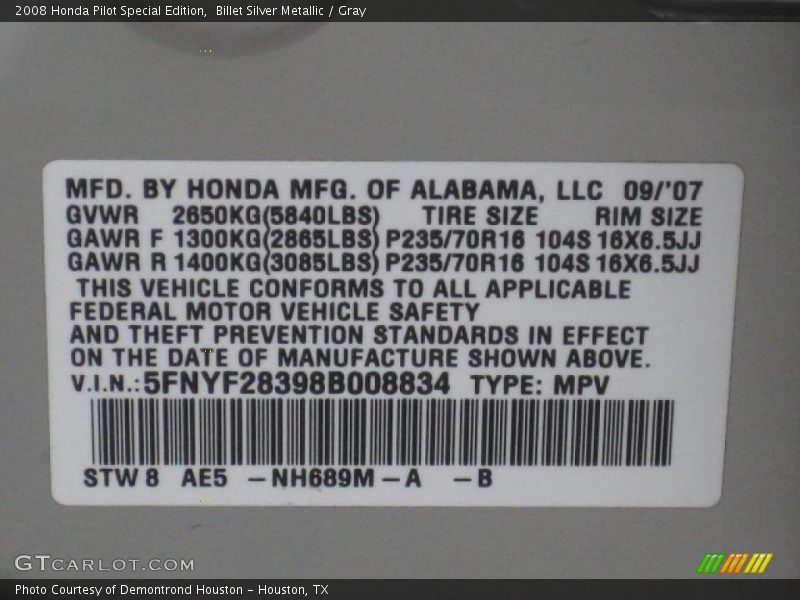 2008 Honda Pilot Special Edition,  Billet Silver Metallic / Gray
MFD. BY HONDA MFG. OF ALABAMA, LLC 09/'07
GVWR 2650KG(5840LBS) TIRE SIZE RIM SIZE
GAWR F 1300KG(2865LBS) P235/70R16 104S 16X6.5JJ
GAWR R 1400KG(3085LBS) P235/70R16 104S 16X6.5JJ
THIS VEHICLE CONFORMS TO ALL APPLICABLE
FEDERAL MOTOR VEHICLE SAFETY
AND THEFT PREVENTION STANDARDS IN EFFECT
ON THE DATE OF MANUFACTURE SHOWN ABOVE.
V.I.N.:5FNYF28398B008834 TYPE: MPV
STW8 AE5 –NH689M–A –B
GTCARLOT.COM
Photo Courtesy of Demontrond Houston – Houston, TX